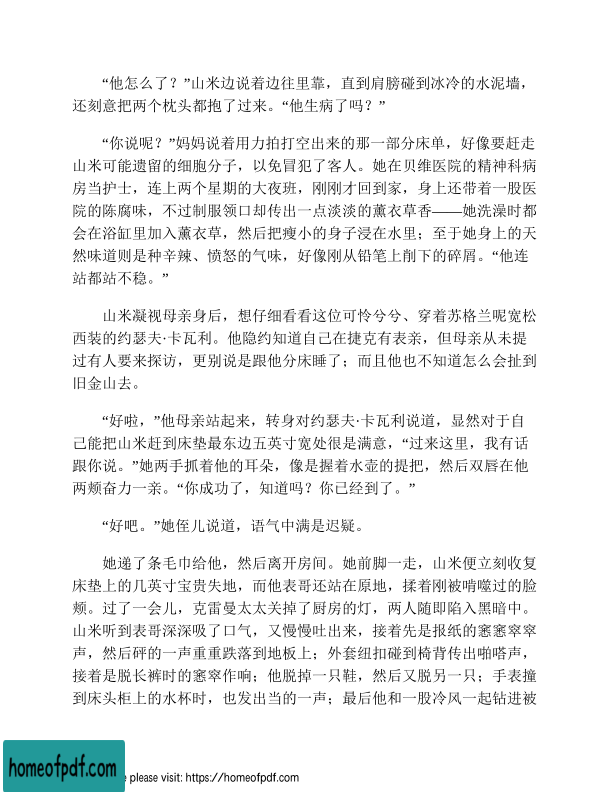 “他怎么了？”山米边说着边往里靠，直到肩膀碰到冰冷的水泥墙，
还刻意把两个枕头都抱了过来。“他生病了吗？”
“你说呢？”妈妈说着用力拍打空出来的那一部分床单，好像要赶走
山米可能遗留的细胞分子，以免冒犯了客人。她在贝维医院的精神科病
房当护士，连上两个星期的大夜班，刚刚才回到家，身上还带着一股医
院的陈腐味，不过制服领口却传出一点淡淡的薰衣草香——她洗澡时都
会在浴缸里加入薰衣草，然后把瘦小的身子浸在水里；至于她身上的天
然味道则是种辛辣、愤怒的气味，好像刚从铅笔上削下的碎屑。“他连
站都站不稳。”
山米凝视母亲身后，想仔细看看这位可怜兮兮、穿着苏格兰呢宽松
西装的约瑟夫·卡瓦利。他隐约知道自己在捷克有表亲，但母亲从未提
过有人要来探访，更别说是跟他分床睡了；而且他也不知道怎么会扯到
旧金山去。
“好啦，”他母亲站起来，转身对约瑟夫·卡瓦利说道，显然对于自
己能把山米赶到床垫最东边五英寸宽处很是满意，“过来这里，我有话
跟你说。”她两手抓着他的耳朵，像是握着水壶的提把，然后双唇在他
两颊奋力一亲。“你成功了，知道吗？你已经到了。”
“好吧。”她侄儿说道，语气中满是迟疑。
她递了条毛巾给他，然后离开房间。她前脚一走，山米便立刻收复
床垫上的几英寸宝贵失地，而他表哥还站在原地，揉着刚被啃噬过的脸
颊。过了一会儿，克雷曼太太关掉了厨房的灯，两人随即陷入黑暗中。
山米听到表哥深深吸了口气，又慢慢吐出来，接着先是报纸的窸窸窣窣
声，然后砰的一声重重跌落到地板上；外套纽扣碰到椅背传出啪嗒声，
接着是脱长裤时的窸窣作响；他脱掉一只鞋，然后又脱另一只；手表撞
到床头柜上的水杯时，也发出当的一声；最后他和一股冷风一起钻进被
homeofpdf.com
e please visit: https://homeofpdf.com